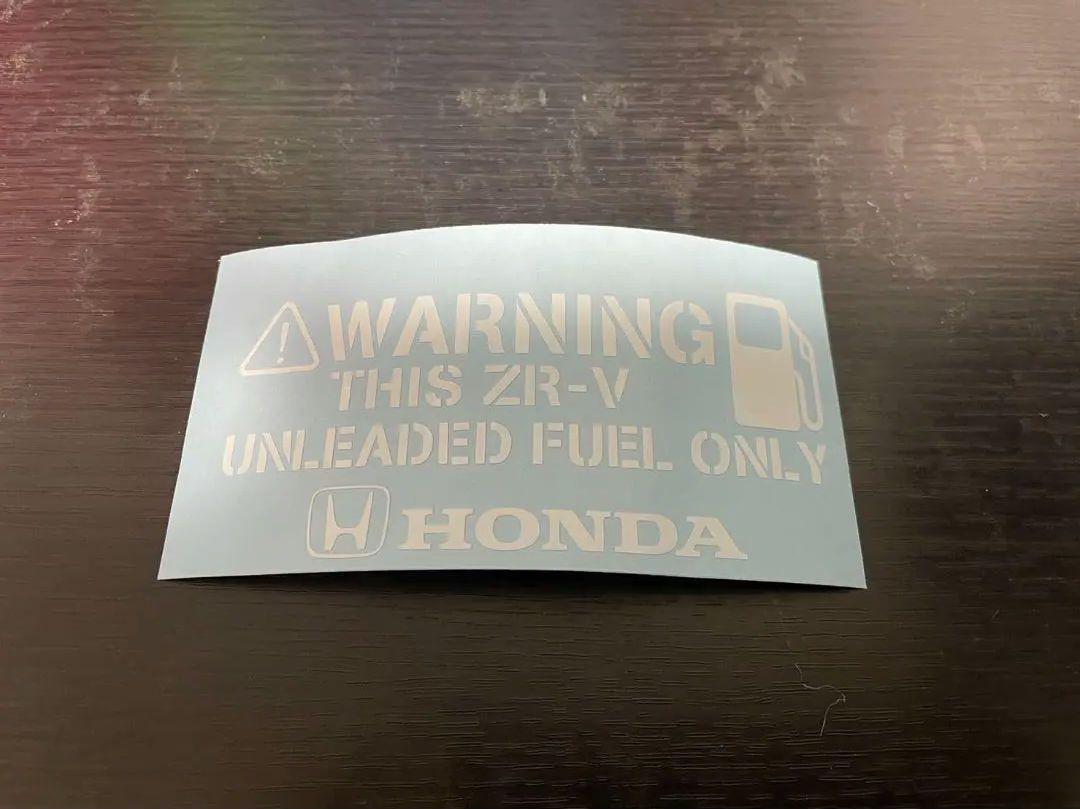 WARNING
THIS ZR-V
UNLEADED FUEL ONLY
HONDA